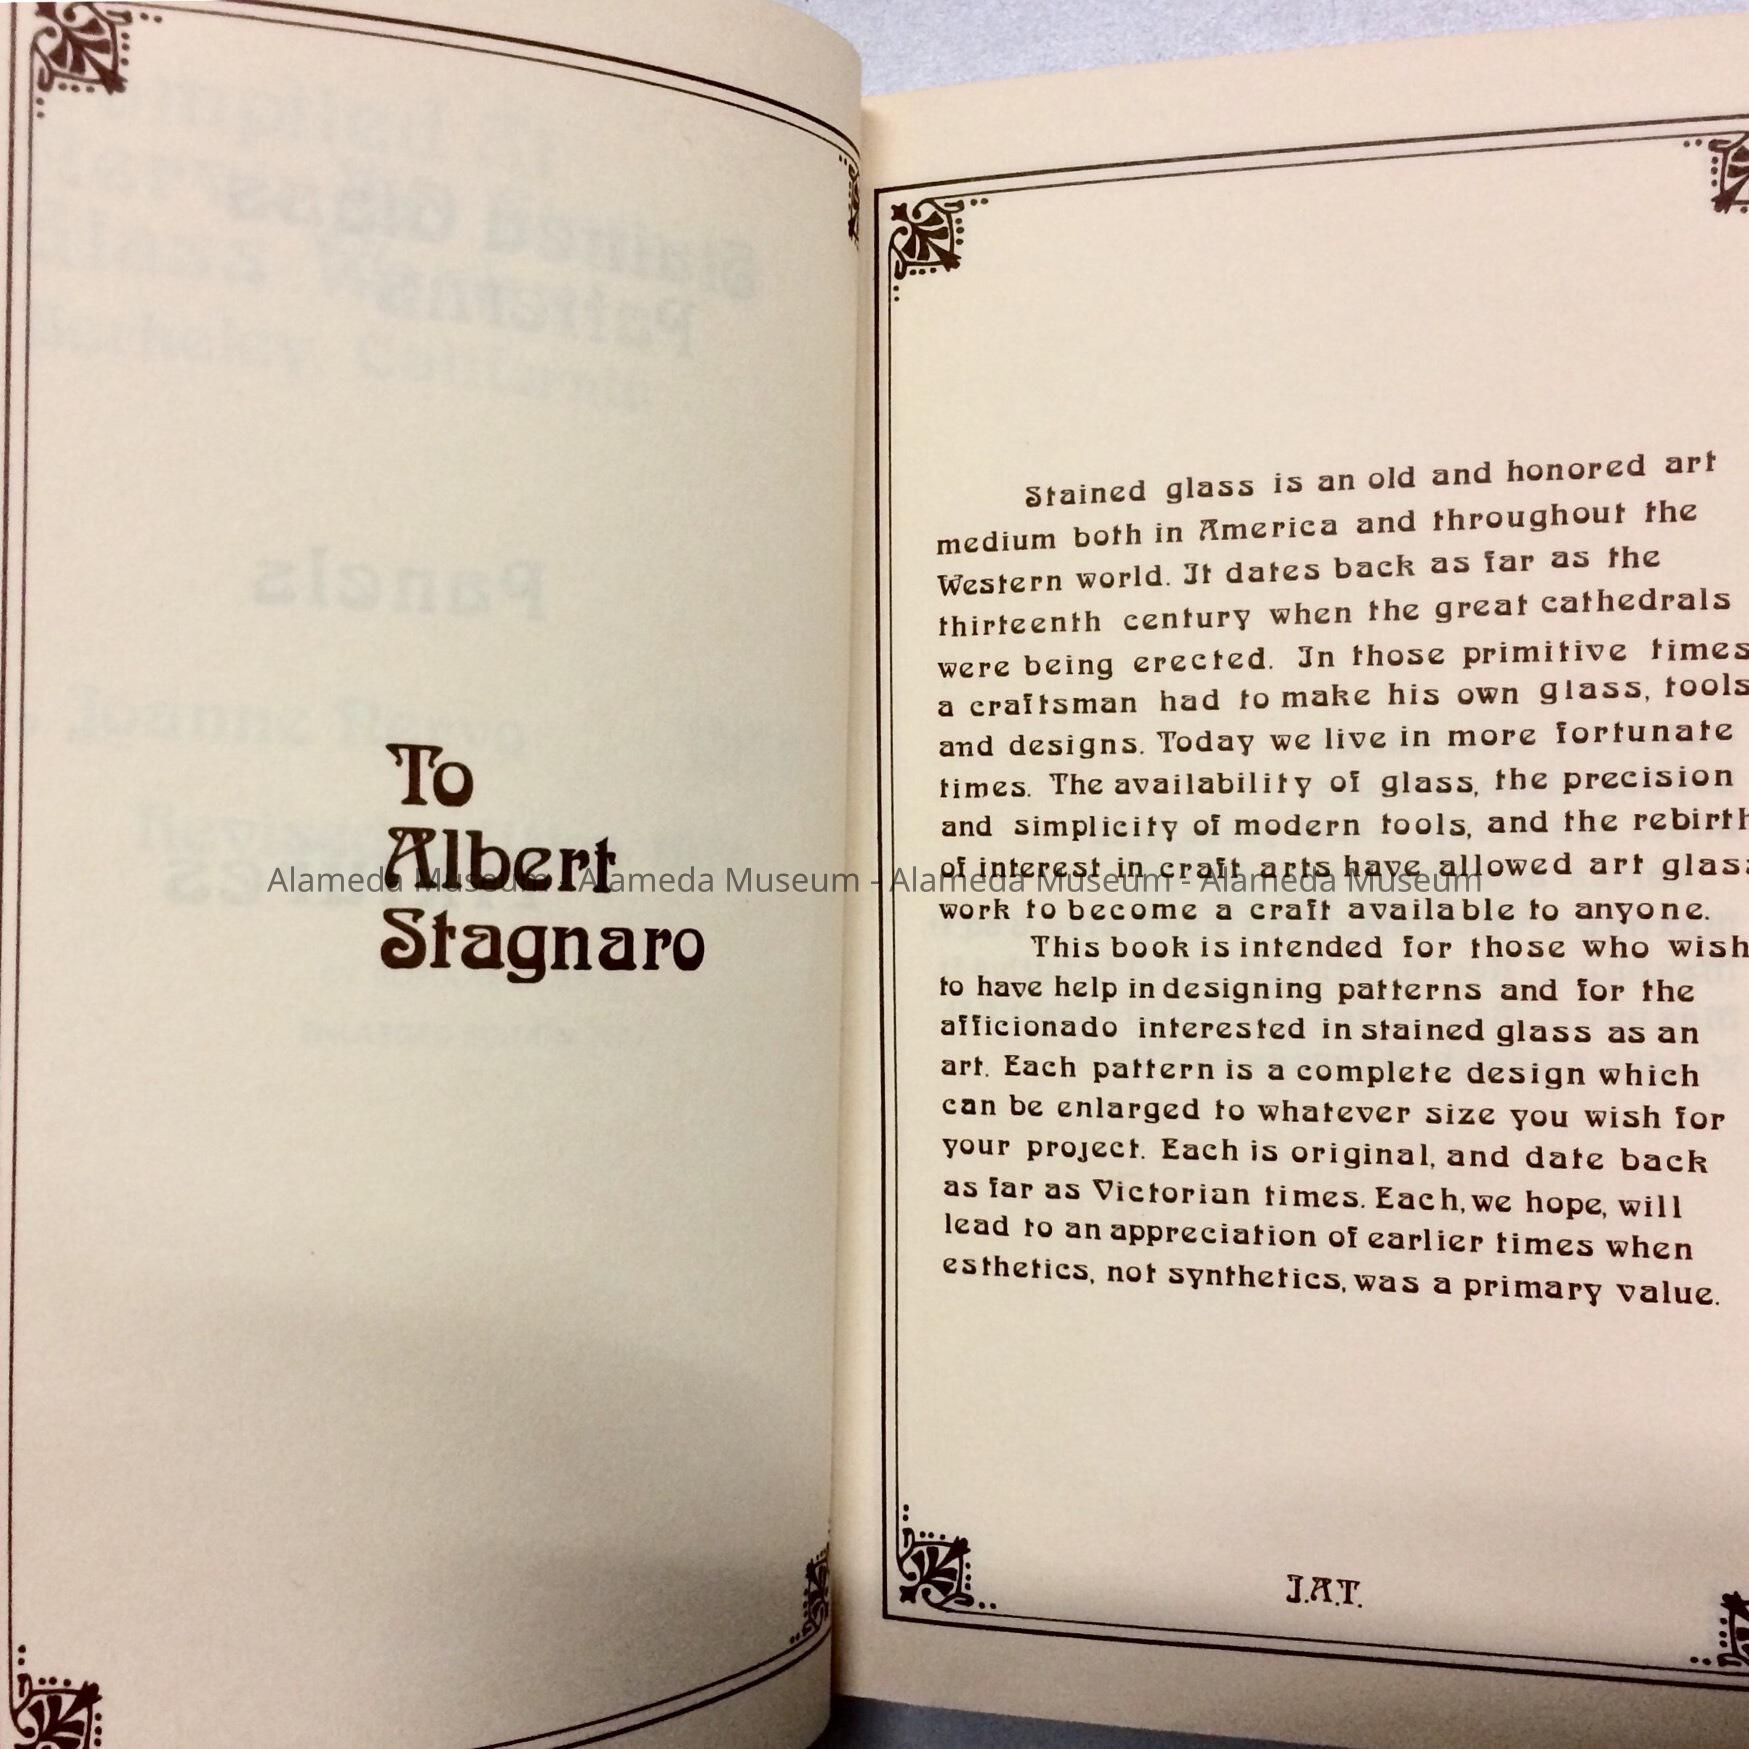 To
Albert
Stagnaro
Stained glass is an old and honored art
medium both in America and throughout the
Western world. It dates back as far as the
thirteenth century when the great cathedrals
were being erected. In those primitive times
a craftsman had to make his own glass, tools
and designs. Today we live in more fortunate
times. The availability of glass, the precision
and simplicity of modern tools, and the rebirth
of interest in craft arts have allowed art glass
work to become a craft available to anyone.
This book is intended for those who wish
to have help in designing patterns and for the
afficionado interested in stained glass as an
art. Each pattern is a complete design which
can be enlarged to whatever size you wish for
your project. Each is original, and date back
as far as Victorian times. Each, we hope, will
lead to an appreciation of earlier times when
esthetics, not synthetics, was a primary value.
J.A.T.
Alameda Museum - Alameda Museum - Alameda Museum - Alameda Museum